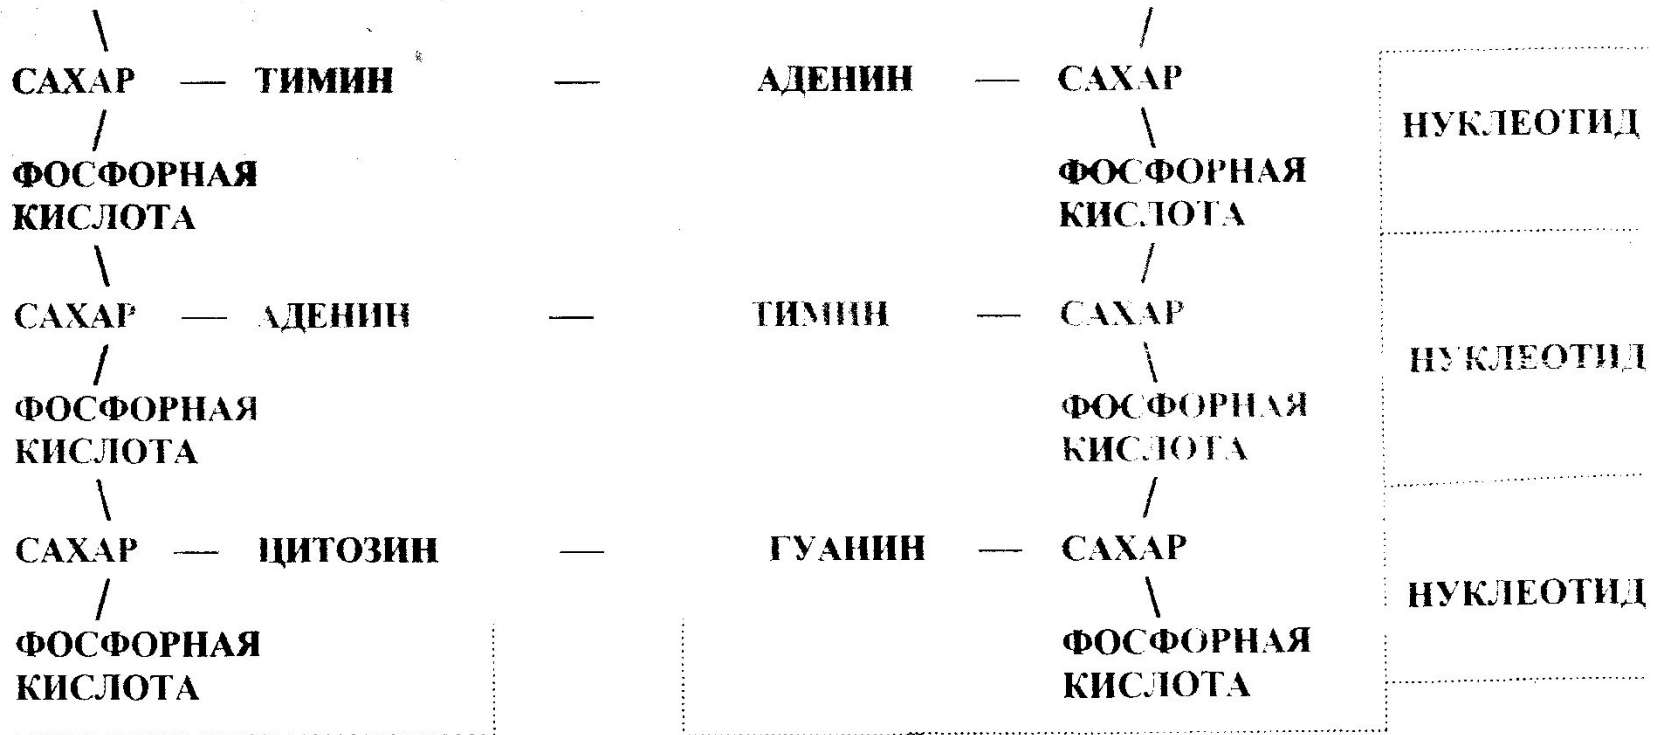 САХАР — ТИМИН — АДЕНИН — САХАР
НУКЛЕОТИД
ФОСФОРНАЯ ФОСФОРНАЯ
КИСЛОТА КИСЛОТА
САХАР — АДЕНИН — ТИМИН — САХАР
НУКЛЕОТИД
ФОСФОРНАЯ ФОСФОРНАЯ
КИСЛОТА КИСЛОТА
САХАР — ЦИТОЗИН — ГУАНИН — САХАР
НУКЛЕОТИД
ФОСФОРНАЯ ФОСФОРНАЯ
КИСЛОТА КИСЛОТА